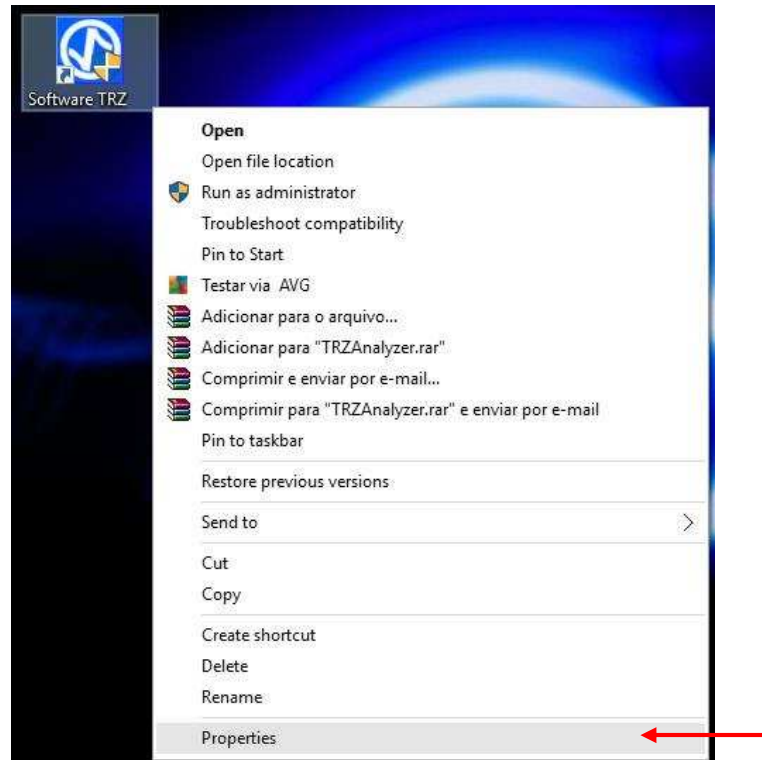 Software TRZ
Open
Open file location
Run as administrator
Troubleshoot compatibility
Pin to Start
Testar via  AVG
Adicionar para o arquivo...
Adicionar para "TRZAnalyzer.rar"
Comprimir e enviar por e-mail...
Comprimir para "TRZAnalyzer.rar" e enviar por e-mail
Pin to taskbar
Restore previous versions
Send to
Cut
Copy
Create shortcut
Delete
Rename
Properties